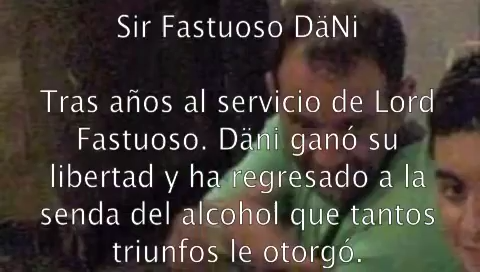 Sir Fastuoso DäNi
Tras años al servicio de Lord
Fastuoso. Däni ganó su
libertad y ha regresado a la
senda del alcohol que tantos
triunfos le otorgó.